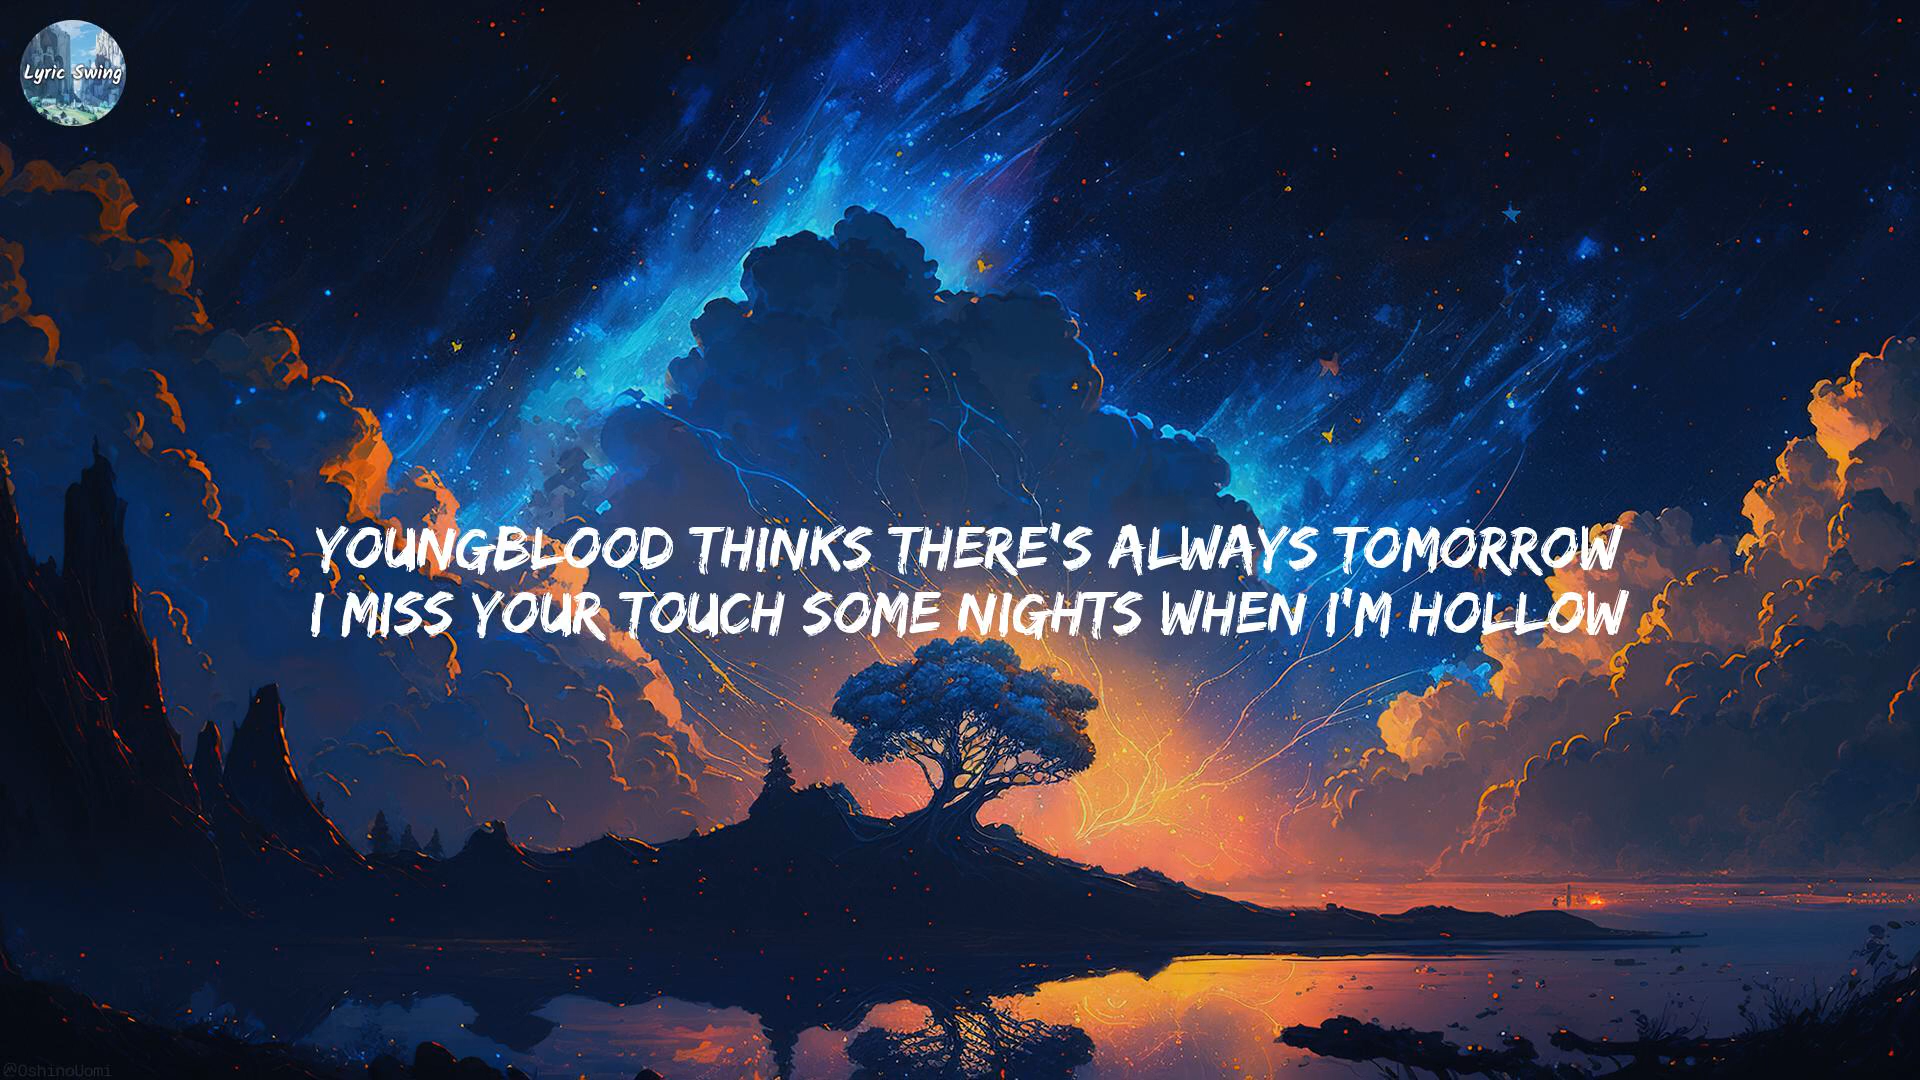 Lyric Swing
YOUNGBLOOD THINKS THERE'S ALWAYS TOMORROW
I MISS YOUR TOUCH SOME NIGHTS WHEN I'M HOLLOW
@OshinoUomi